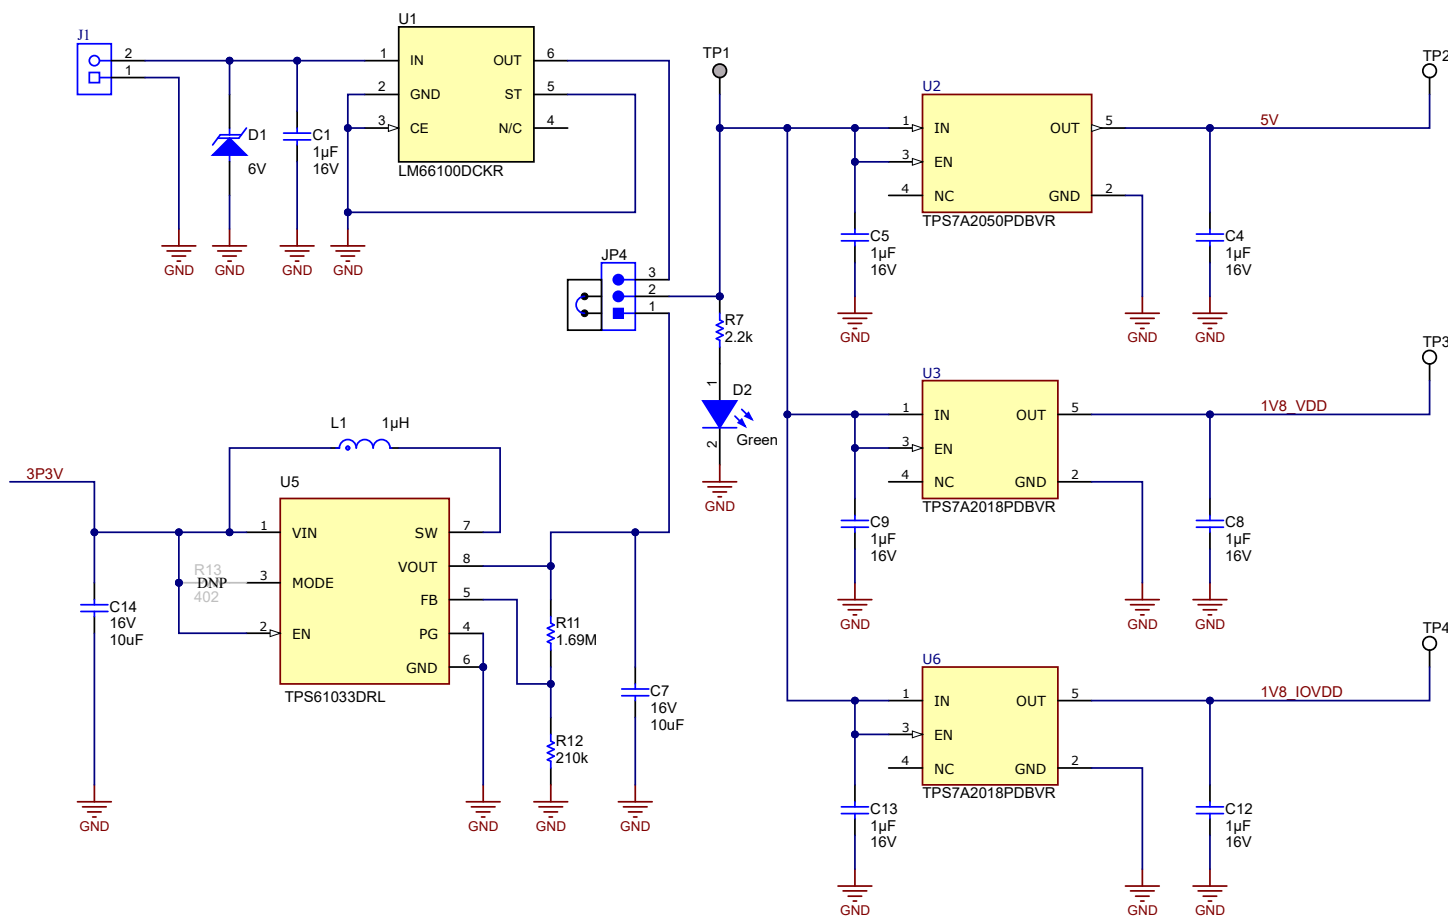 J1
2
1
GND
D1
6V
GND
C1
1µF
16V
GND
U1
1 IN OUT 6
2 GND ST 5
3 CE N/C 4
LM66100DCKR
GND
JP4
3
2
1
TP1
R7
2.2k
1
D2
Green
2
GND
U2
1 IN OUT 5
3 EN
4 NC GND 2
TPS7A2050PDBVR
C5
1µF
16V
GND
GND
5V
TP2
C4
1µF
16V
GND
U3
1 IN OUT 5
3 EN
4 NC GND 2
TPS7A2018PDBVR
C9
1µF
16V
GND
GND
1V8_VDD
TP3
C8
1µF
16V
GND
U6
1 IN OUT 5
3 EN
4 NC GND 2
TPS7A2018PDBVR
C13
1µF
16V
GND
GND
1V8_IOVDD
TP4
C12
1µF
16V
GND
3P3V
L1 1µH
U5
1 VIN SW 7
VOUT 8
3 MODE
FB 5
2 EN PG 4
GND 6
TPS61033DRL
R13
DNP
402
C14
16V
10uF
GND
GND
R11
1.69M
R12
210k
GND
C7
16V
10uF
GND